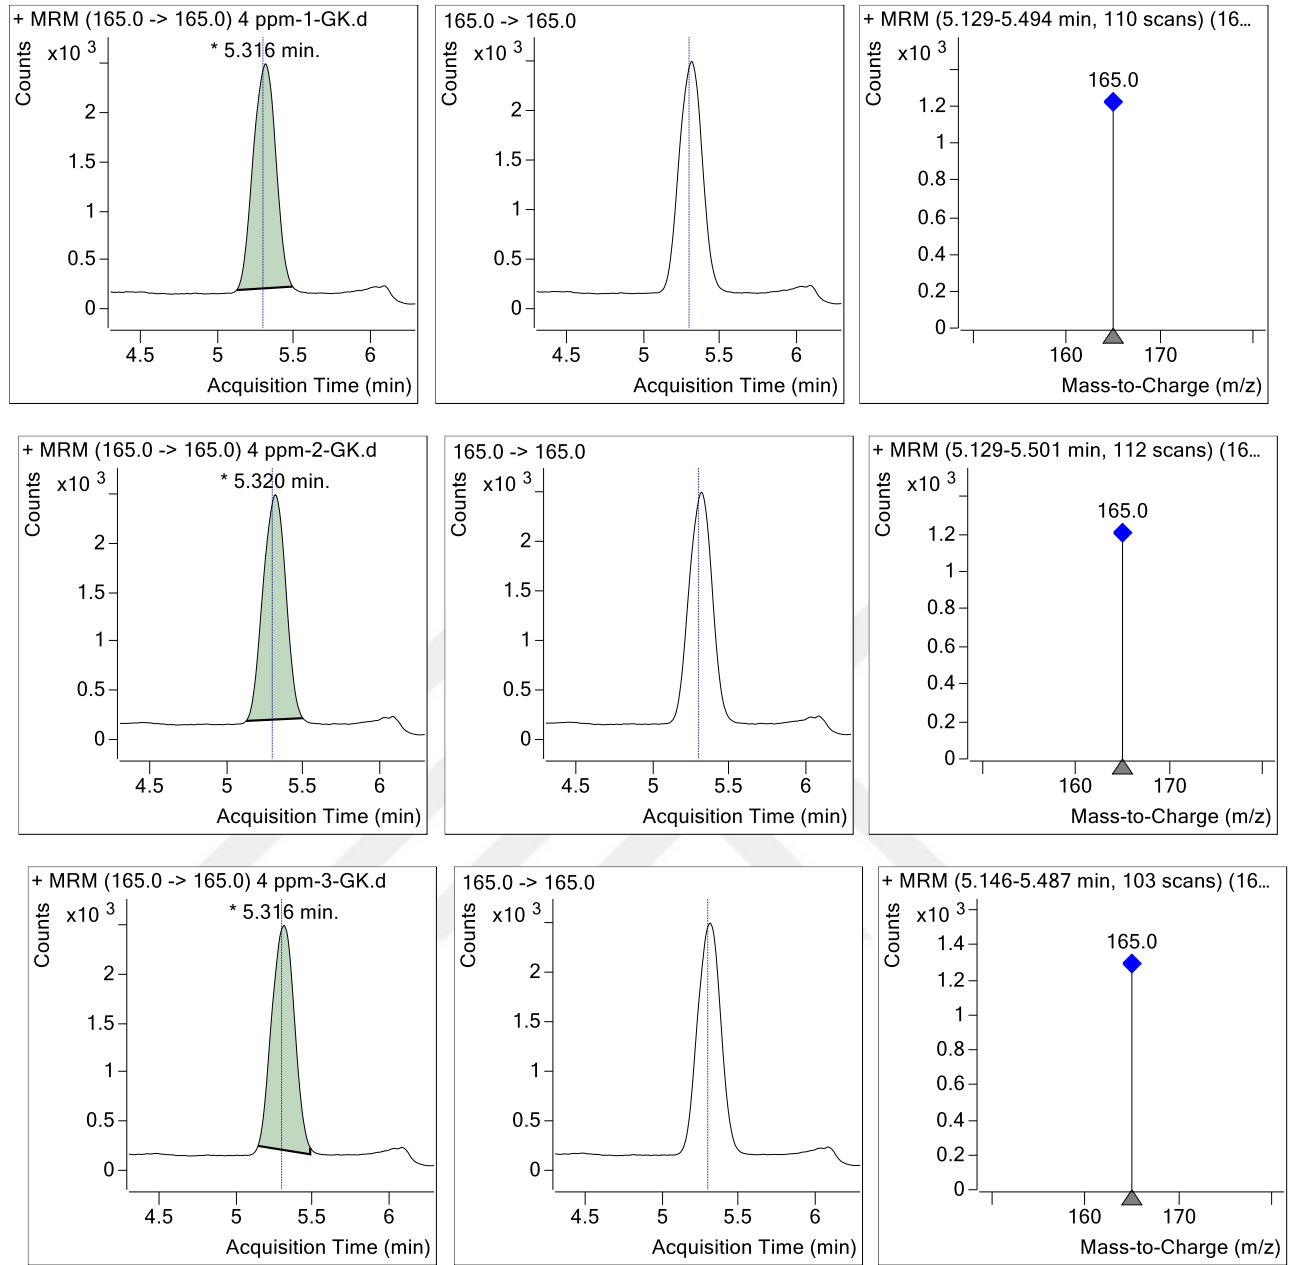 + MRM (165.0 -> 165.0) 4 ppm-1-GK.d
Counts
x10 3
* 5.316 min.
2
1.5
1
0.5
0
4.5 5 5.5 6
Acquisition Time (min)
165.0 -> 165.0
Counts
x10 3
2
1.5
1
0.5
0
4.5 5 5.5 6
Acquisition Time (min)
+ MRM (5.129-5.494 min, 110 scans) (16...
Counts
x10 3
165.0
1.2
1
0.8
0.6
0.4
0.2
0
160 170
Mass-to-Charge (m/z)
+ MRM (165.0 -> 165.0) 4 ppm-2-GK.d
Counts
x10 3
* 5.320 min.
2
1.5
1
0.5
0
4.5 5 5.5 6
Acquisition Time (min)
165.0 -> 165.0
Counts
x10 3
2
1.5
1
0.5
0
4.5 5 5.5 6
Acquisition Time (min)
+ MRM (5.129-5.501 min, 112 scans) (16...
Counts
x10 3
165.0
1.2
1
0.8
0.6
0.4
0.2
0
160 170
Mass-to-Charge (m/z)
+ MRM (165.0 -> 165.0) 4 ppm-3-GK.d
Counts
x10 3
* 5.316 min.
2
1.5
1
0.5
0
4.5 5 5.5 6
Acquisition Time (min)
165.0 -> 165.0
Counts
x10 3
2
1.5
1
0.5
0
4.5 5 5.5 6
Acquisition Time (min)
+ MRM (5.146-5.487 min, 103 scans) (16...
Counts
x10 3
165.0
1.4
1.2
1
0.8
0.6
0.4
0.2
0
160 170
Mass-to-Charge (m/z)